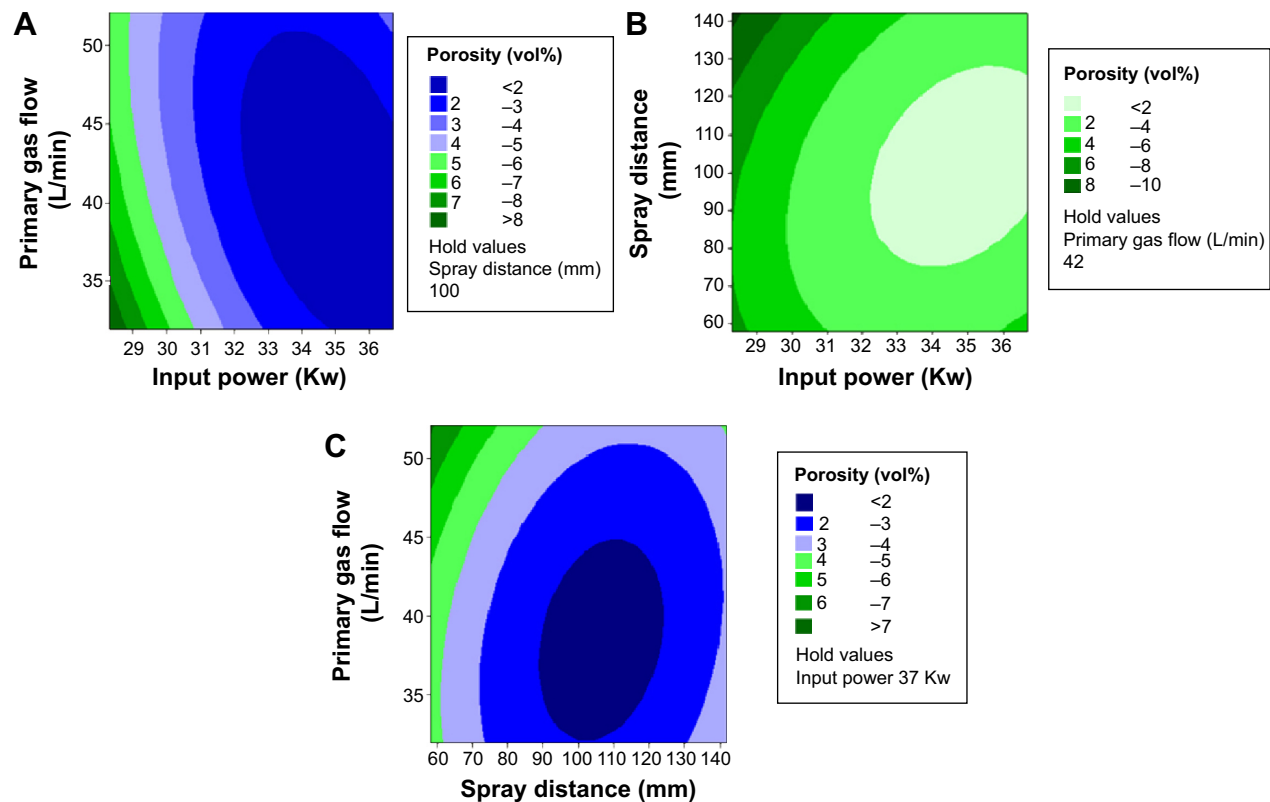 A
Primary gas flow
(L/min)
50
45
40
35
29 30 31 32 33 34 35 36
Input power (Kw)
Porosity (vol%)
<2
2 –3
3 –4
4 –5
5 –6
6 –7
7 –8
>8
Hold values
Spray distance (mm)
100
B
Spray distance
(mm)
140
130
120
110
100
90
80
70
60
29 30 31 32 33 34 35 36
Input power (Kw)
Porosity (vol%)
<2
2 –4
4 –6
6 –8
8 –10
Hold values
Primary gas flow (L/min)
42
C
Primary gas flow
(L/min)
50
45
40
35
60 70 80 90 100 110 120 130 140
Spray distance (mm)
Porosity (vol%)
<2
2 –3
3 –4
4 –5
5 –6
6 –7
>7
Hold values
Input power 37 Kw